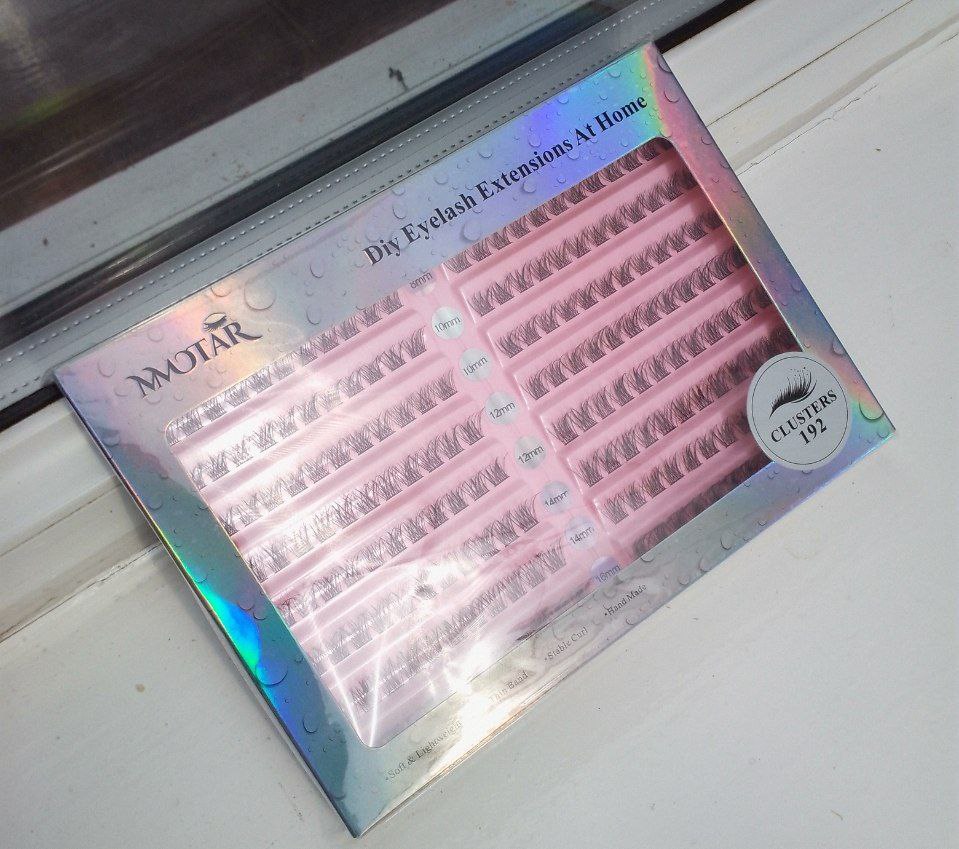 Diy Eyelash Extensions At Home
MMOTAR
8mm
10mm
10mm
12mm
12mm
14mm
14mm
16mm
CLUSTERS
192
·Soft & Lightweight ·Thin Band ·Stable Curl ·Hand Made